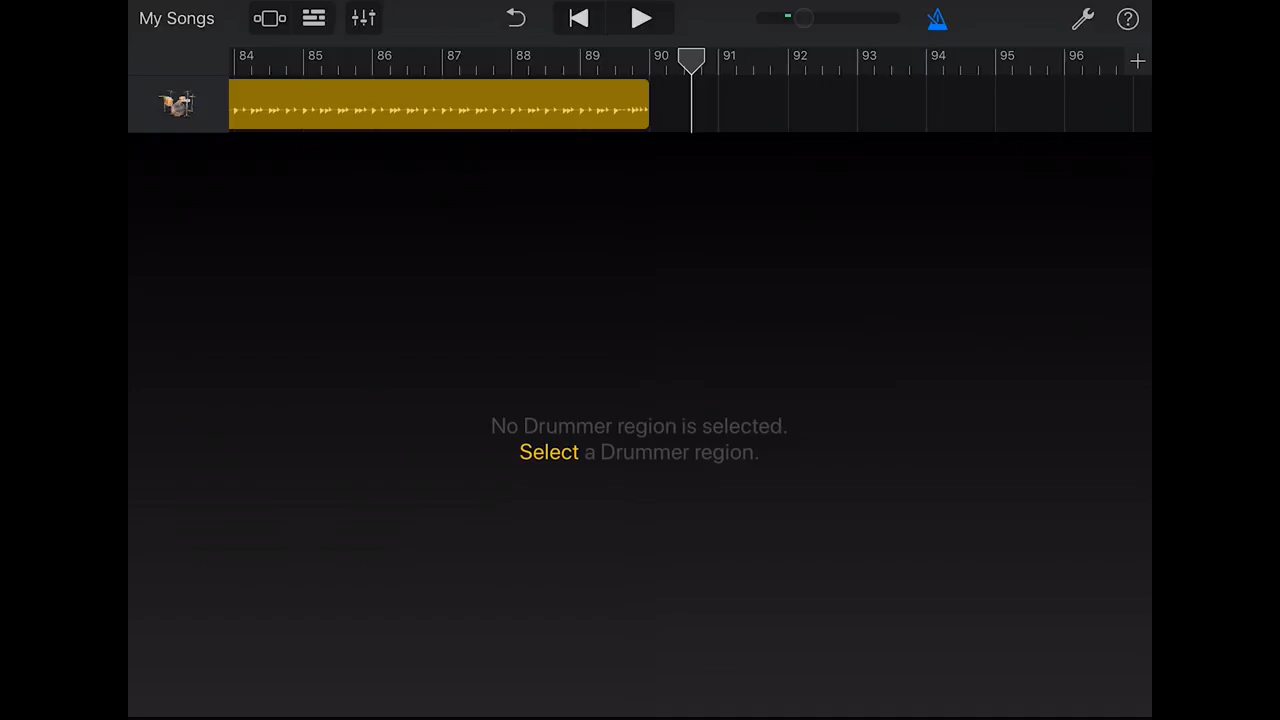 My Songs
84 85 86 87 88 89 90 91 92 93 94 95 96
No Drummer region is selected.
Select a Drummer region.